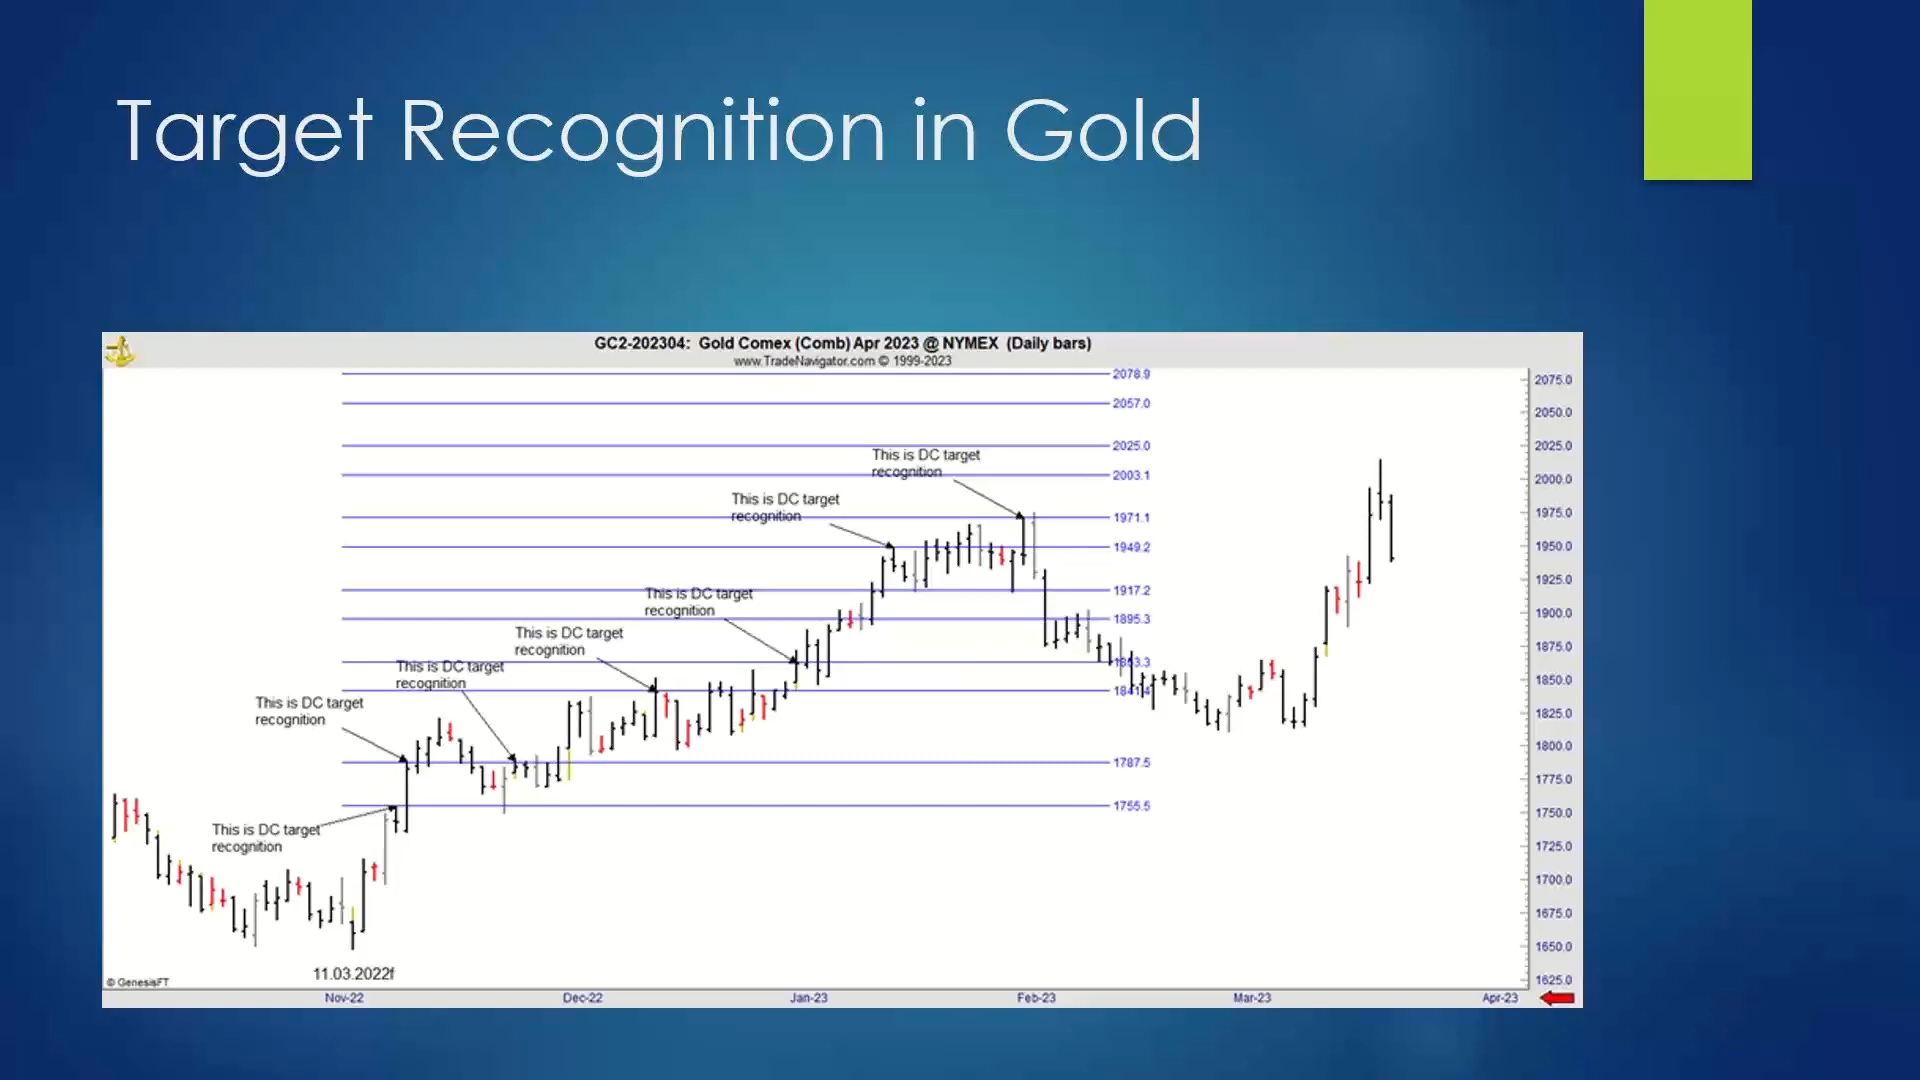 Target Recognition in Gold
GC2-202304: Gold Comex (Comb) Apr 2023 @ NYMEX (Daily bars)
www.TradeNavigator.com © 1999-2023
2078.9
2057.0
2025.0
2003.1
1971.1
1949.2
1917.2
1895.3
1863.3
1841.4
1787.5
1755.5
This is DC target
recognition
This is DC target
recognition
This is DC target
recognition
This is DC target
recognition
This is DC target
recognition
This is DC target
recognition
This is DC target
recognition
2075.0
2050.0
2025.0
2000.0
1975.0
1950.0
1925.0
1900.0
1875.0
1850.0
1825.0
1800.0
1775.0
1750.0
1725.0
1700.0
1675.0
1650.0
1625.0
11.03.2022f
© GenesisFT
Nov-22 Dec-22 Jan-23 Feb-23 Mar-23 Apr-23